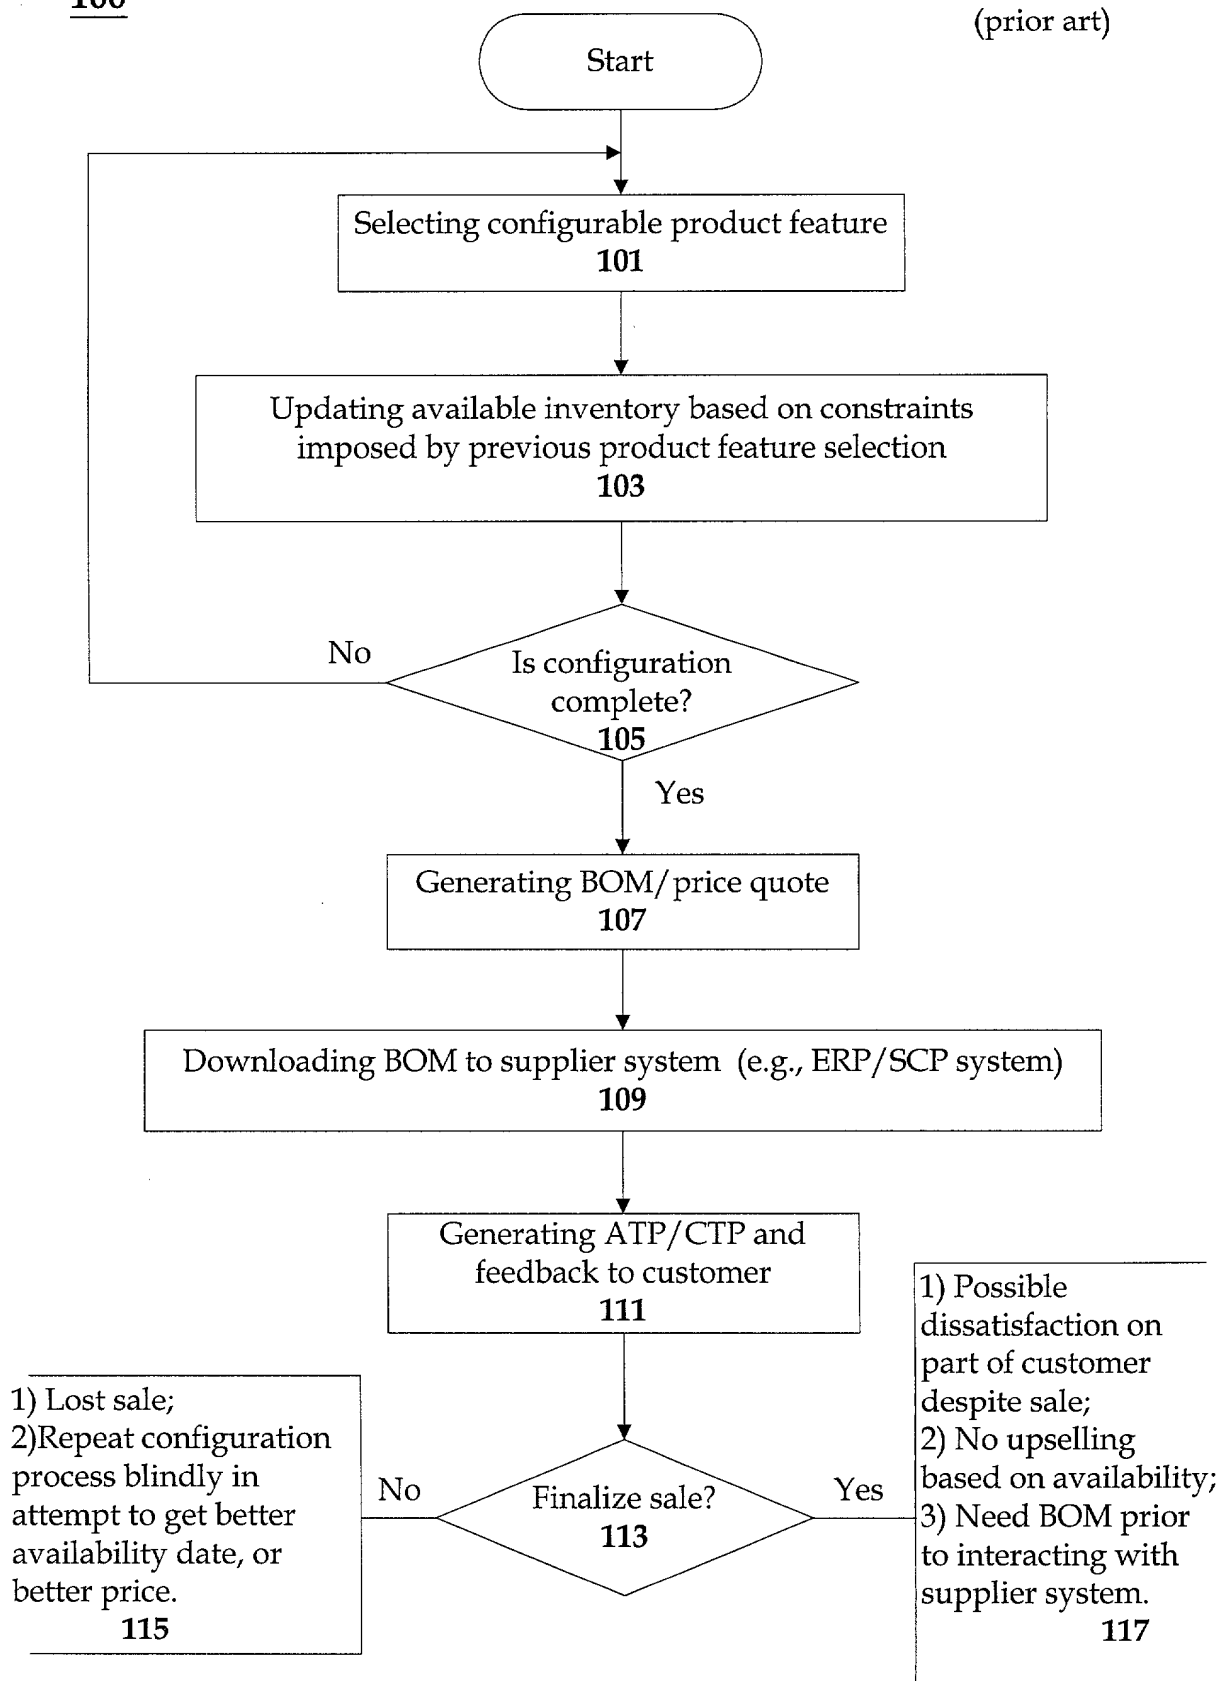 100
(prior art)
Start
Selecting configurable product feature
101
Updating available inventory based on constraints
imposed by previous product feature selection
103
No
Is configuration
complete?
105
Yes
Generating BOM/price quote
107
Downloading BOM to supplier system (e.g., ERP/SCP system)
109
Generating ATP/CTP and
feedback to customer
111
1) Lost sale;
2)Repeat configuration
process blindly in
attempt to get better
availability date, or
better price.
115
No
Finalize sale?
113
Yes
1) Possible
dissatisfaction on
part of customer
despite sale;
2) No upselling
based on availability;
3) Need BOM prior
to interacting with
supplier system.
117